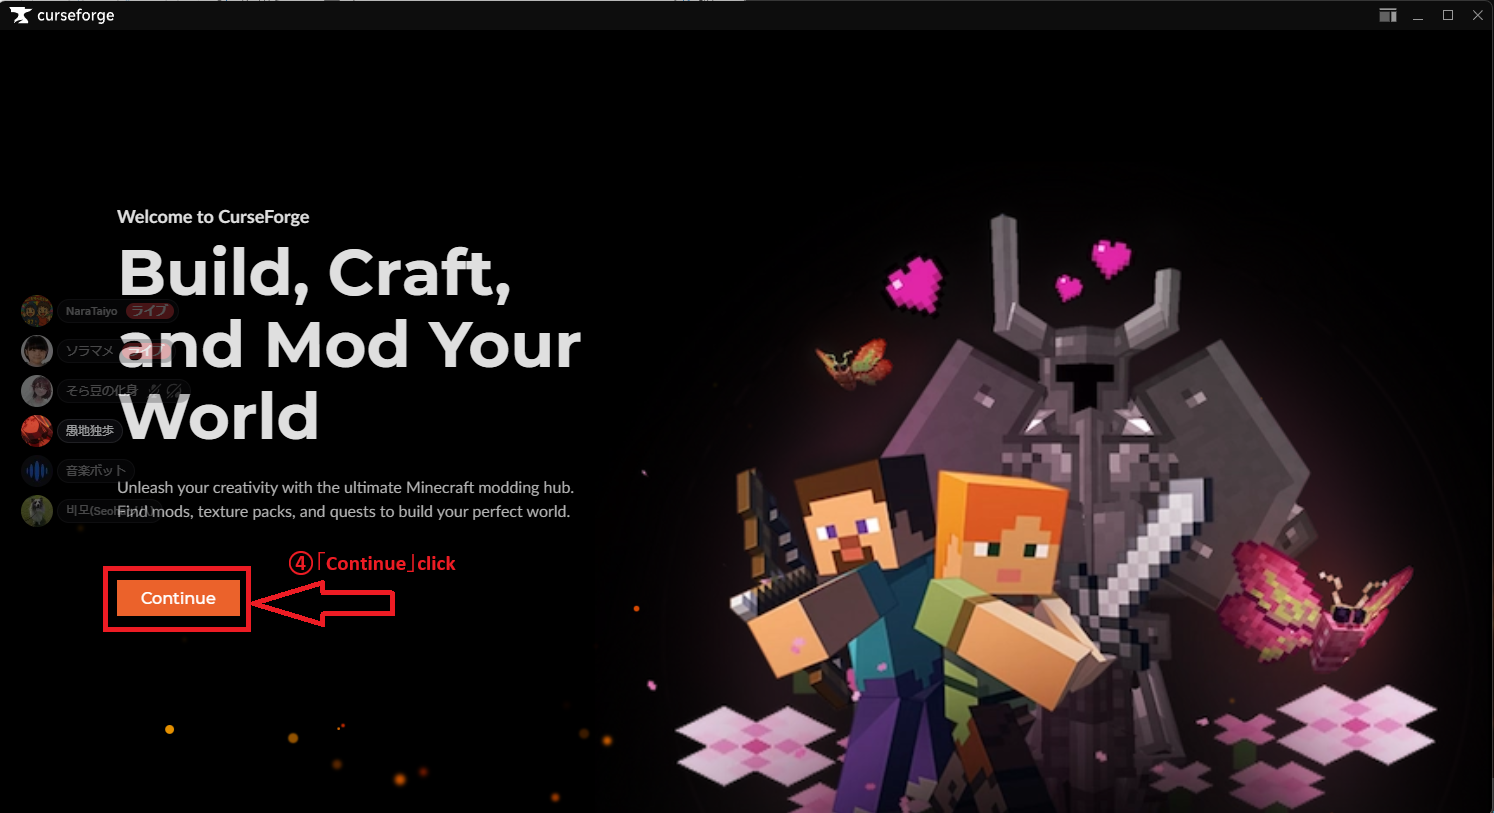 curseforge
Welcome to CurseForge
Build, Craft,
and Mod Your
World
NaraTaiyo ライブ
ソラマメ ライブ
そら豆の化身
愚地独歩
音楽ボット
비모(Seoh
Unleash your creativity with the ultimate Minecraft modding hub.
Find mods, texture packs, and quests to build your perfect world.
④「Continue」click
Continue